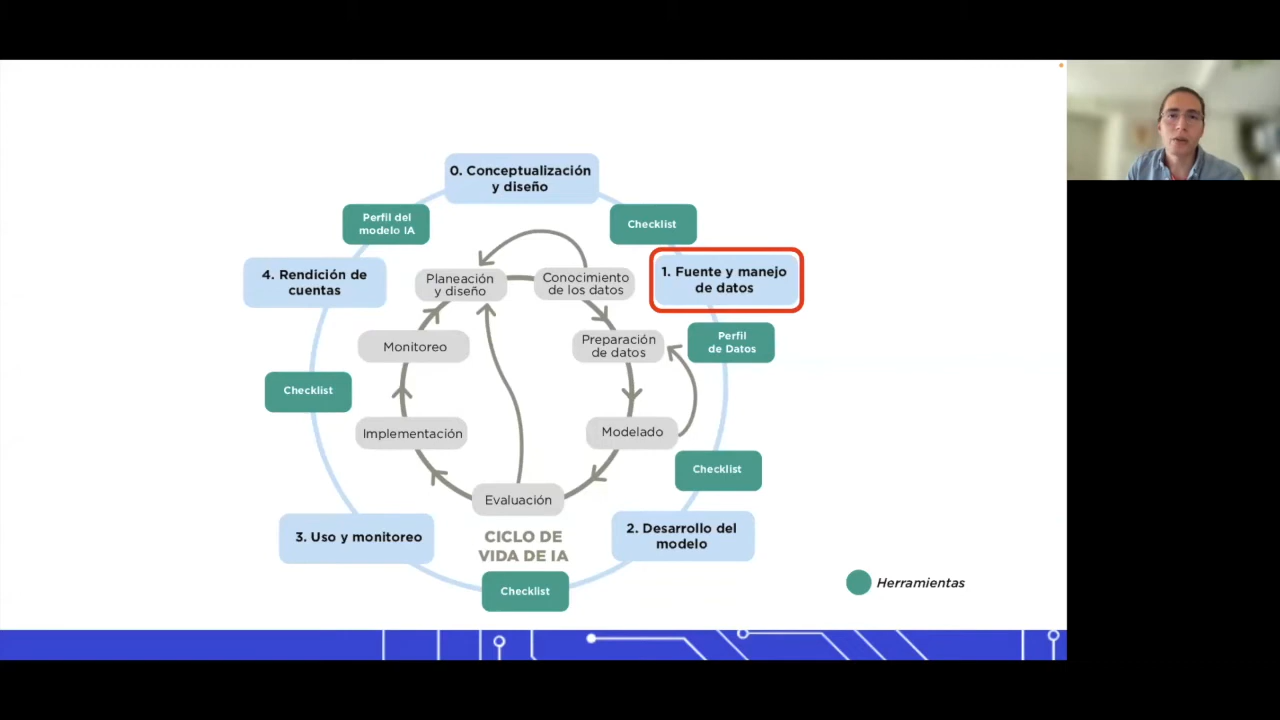 0. Conceptualización
y diseño
Perfil del
modelo IA
Checklist
4. Rendición de
cuentas
Planeación
y diseño
Conocimiento
de los datos
1. Fuente y manejo
de datos
Monitoreo
Preparación
de datos
Perfil
de Datos
Checklist
Implementación
Modelado
Checklist
Evaluación
3. Uso y monitoreo
CICLO DE
VIDA DE IA
2. Desarrollo del
modelo
Checklist
Herramientas